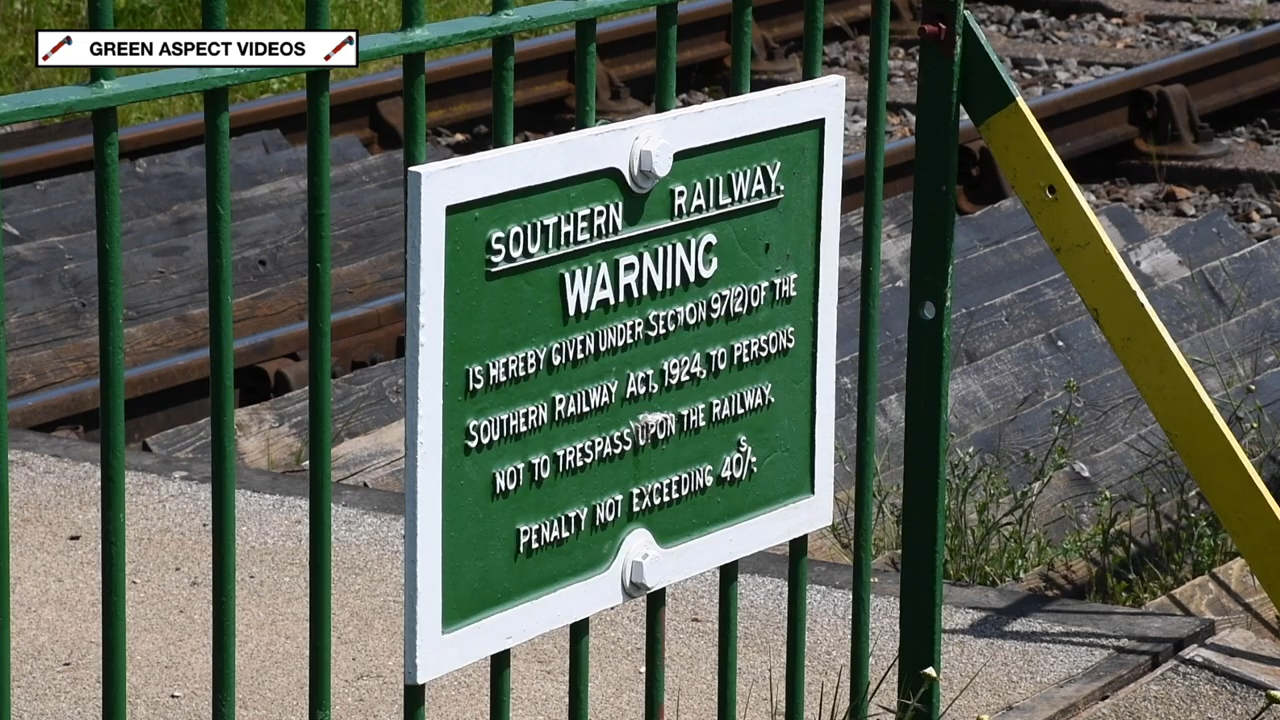 GREEN ASPECT VIDEOS
SOUTHERN RAILWAY.
WARNING
IS HEREBY GIVEN UNDER SECTION 97(2) OF THE
SOUTHERN RAILWAY ACT, 1924, TO PERSONS
NOT TO TRESPASS UPON THE RAILWAY.
PENALTY NOT EXCEEDING 40/S-